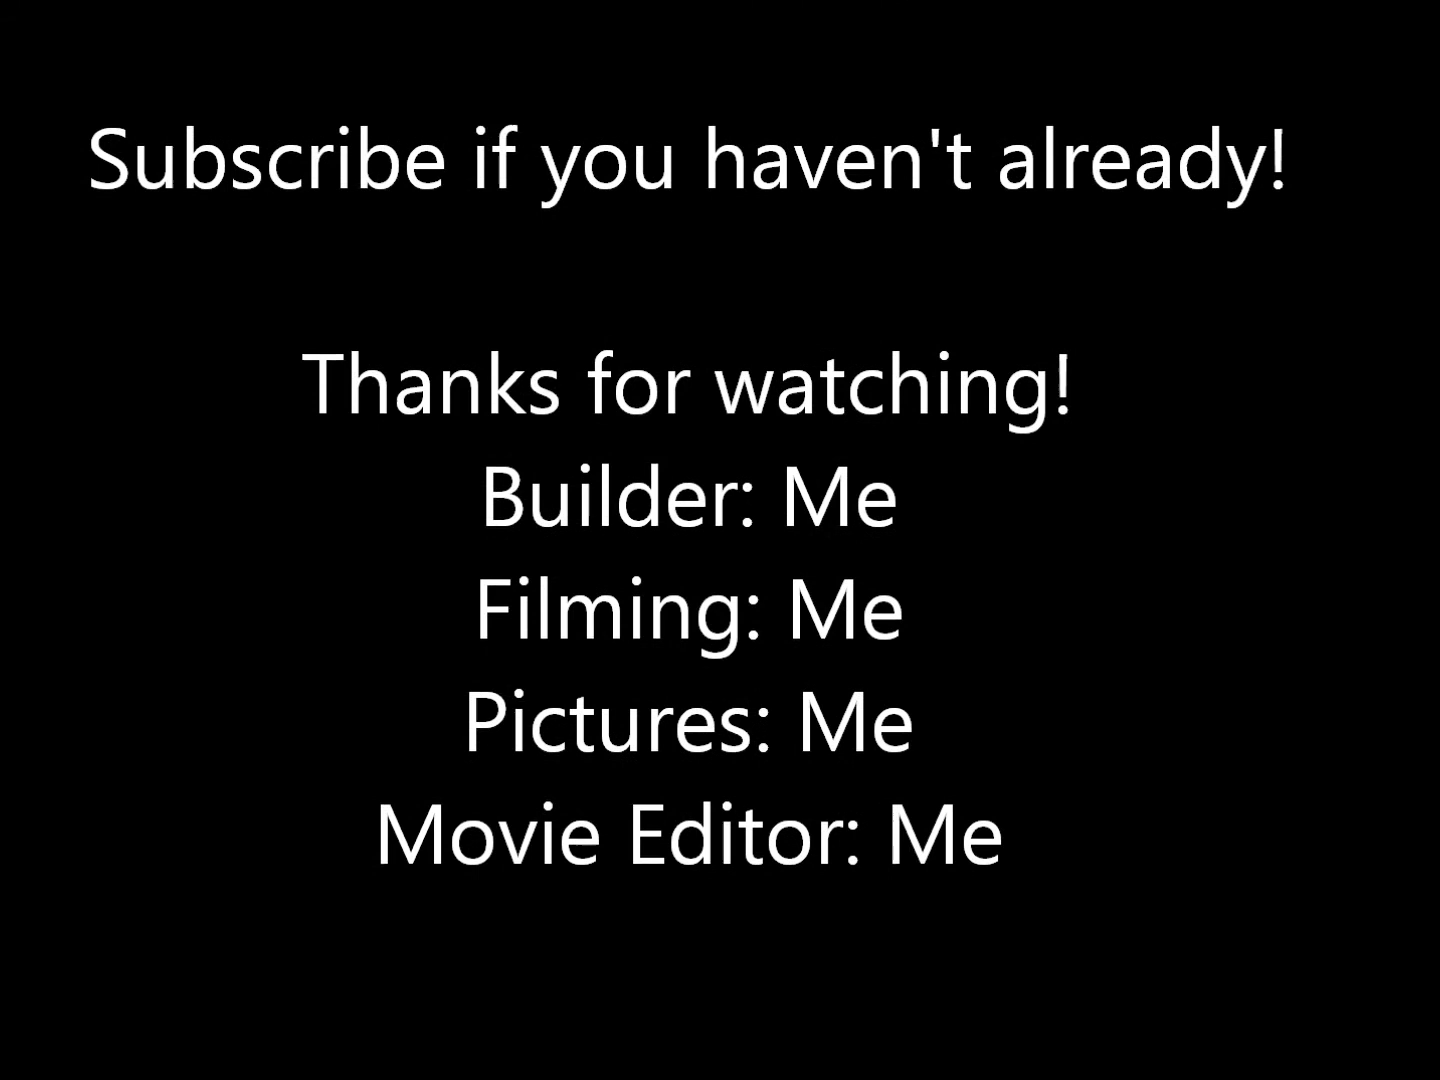 Subscribe if you haven't already!
Thanks for watching!
Builder: Me
Filming: Me
Pictures: Me
Movie Editor: Me